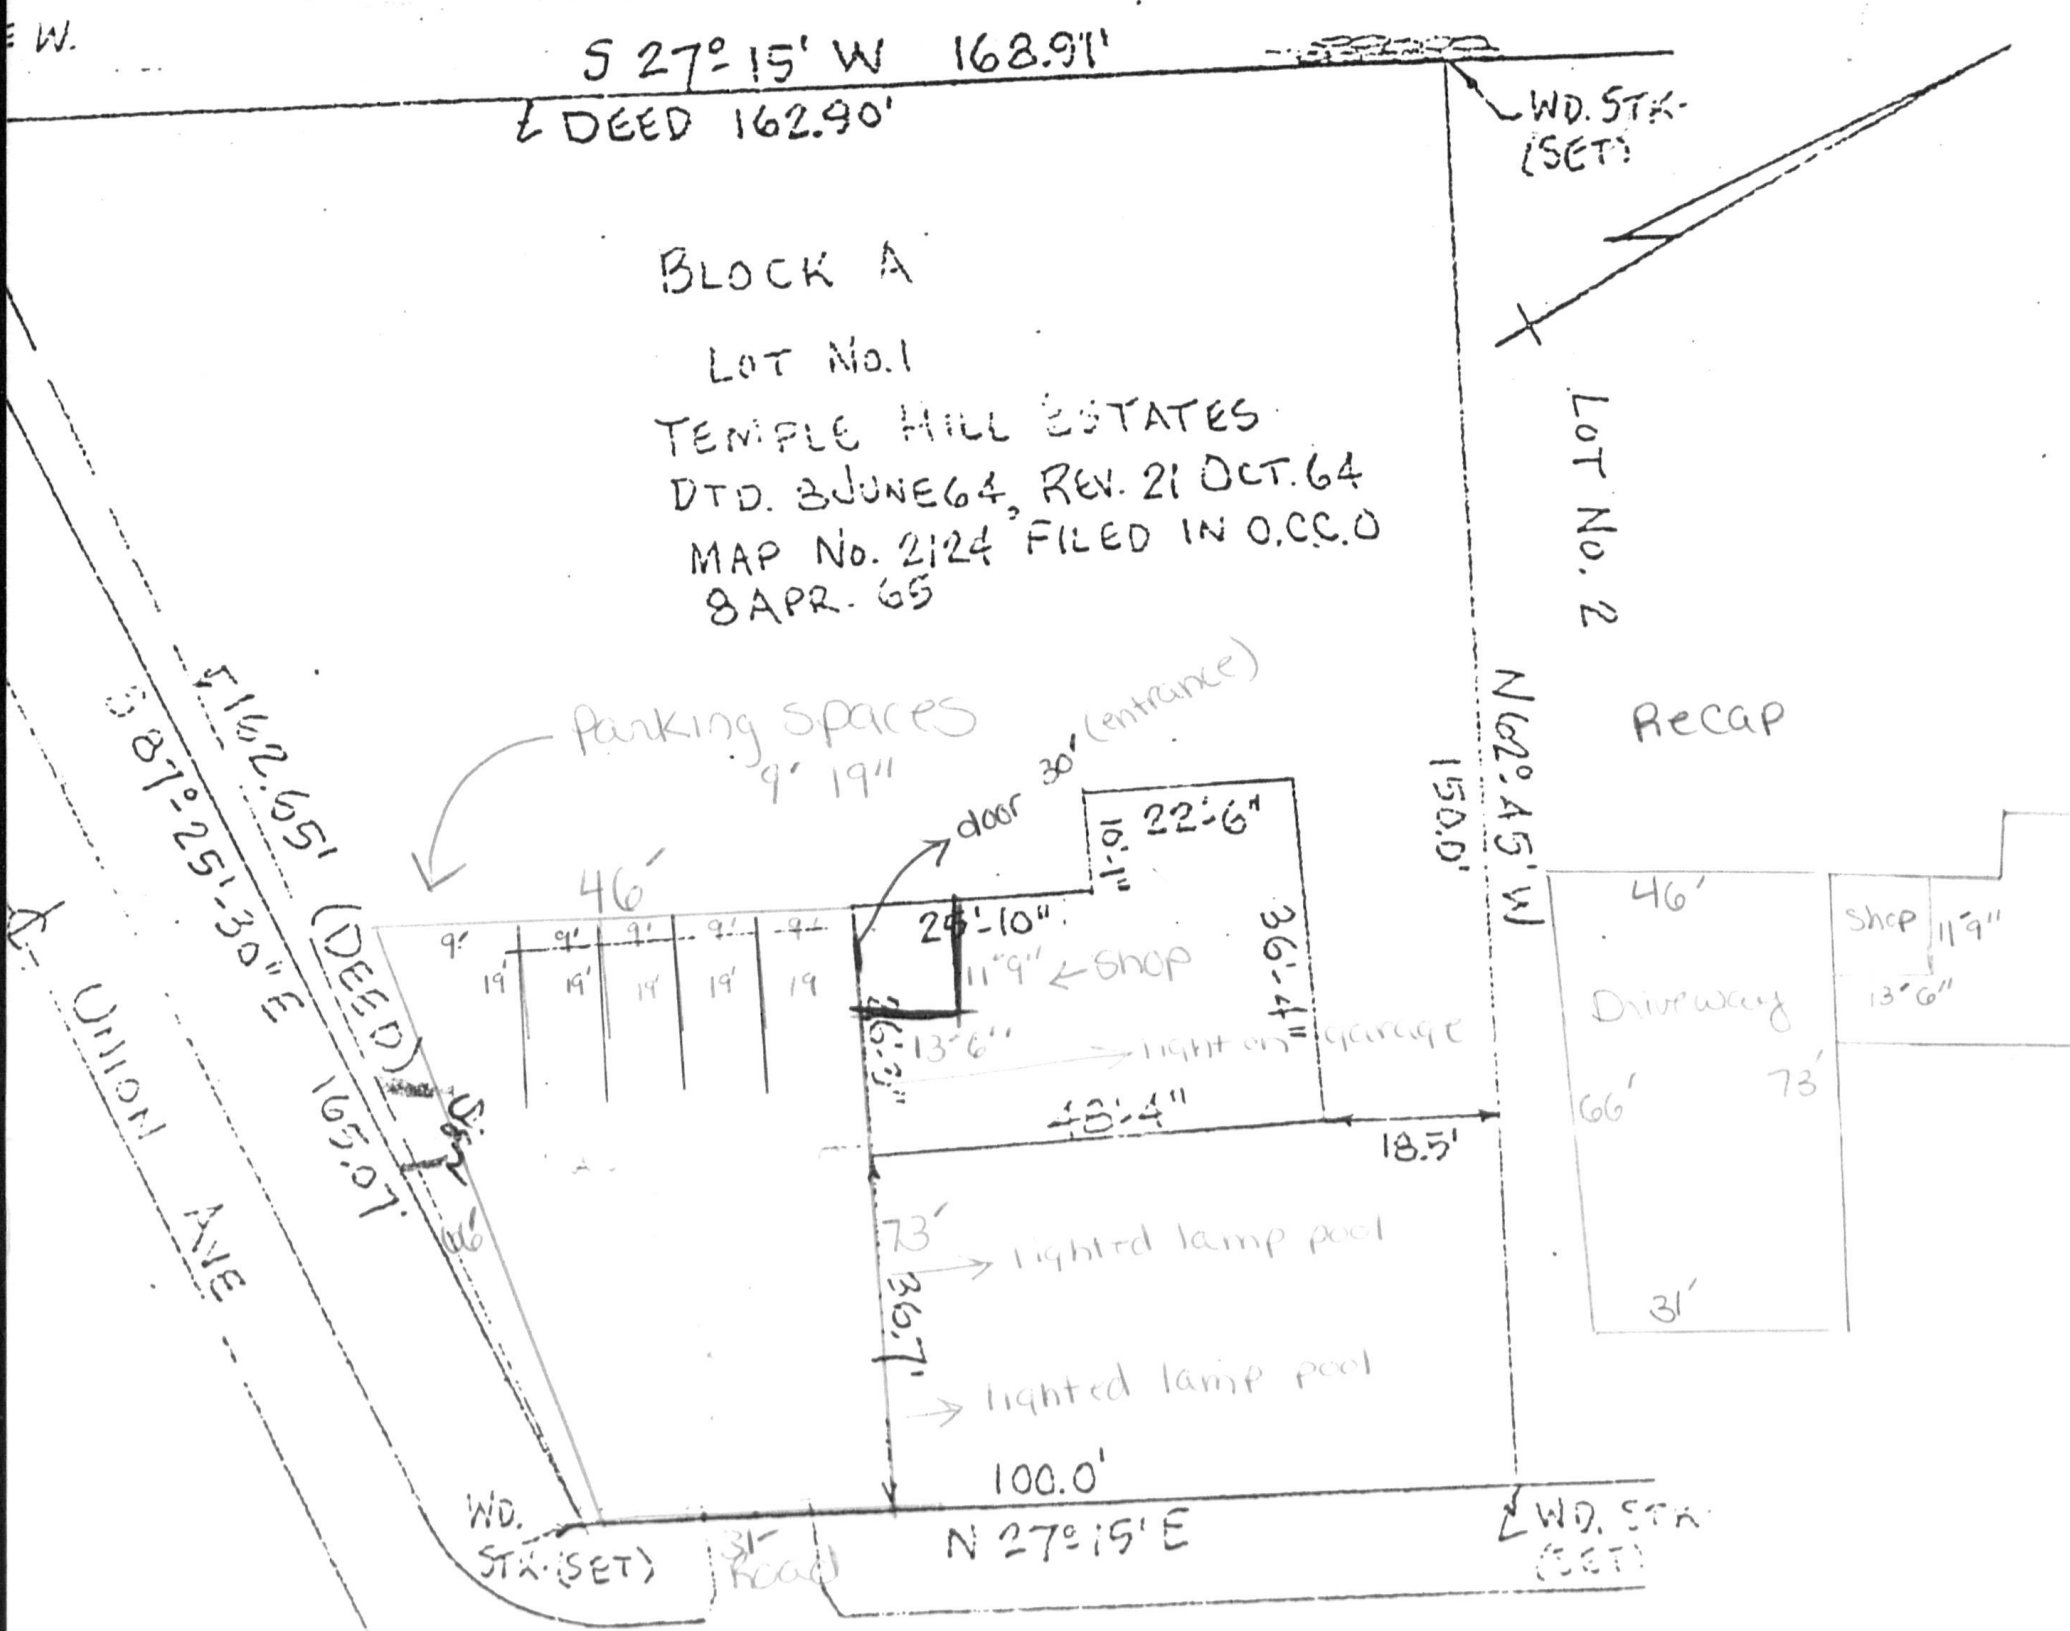 E W.
S 27° 15' W 168.91'
DEED 162.90'
WD. STK.
(SET)
BLOCK A
LOT No. 1
TEMPLE HILL ESTATES
DTD. 3 JUNE 64, REV. 21 OCT. 64
MAP No. 2124 FILED IN O.C.C.O
8 APR. 65
LOT No. 2
N 62° 45' W
150.0'
Recap
Parking spaces
9' 19"
door 30' (entrance)
162.65' (DEED)
S 87° 25' 30" E 165.07'
UNION AVE
22'-6"
10'-1"
46'
9' 9' 9' 9' 9'
19' 19' 19' 19' 19
-10"
11'9" ← Shop
13'6"
36'-4"
→ light on garage
48'-4"
18.5'
Sign
73'
→ lighted lamp pool
36.7'
→ lighted lamp pool
100.0'
N 27° 15' E
WD.
STK. (SET)
31'
Road
WD. STK.
(SET)
46'
Shop
11'9"
13'6"
Driveway
66'
73'
31'